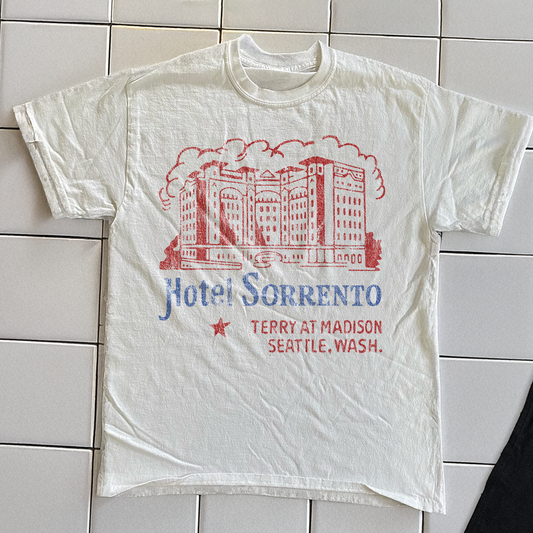 Hotel SORRENTO
TERRY AT MADISON
SEATTLE, WASH.